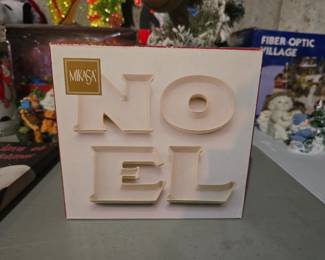 MIKASA
NO
EL
FIBER OPTIC
VILLAGE